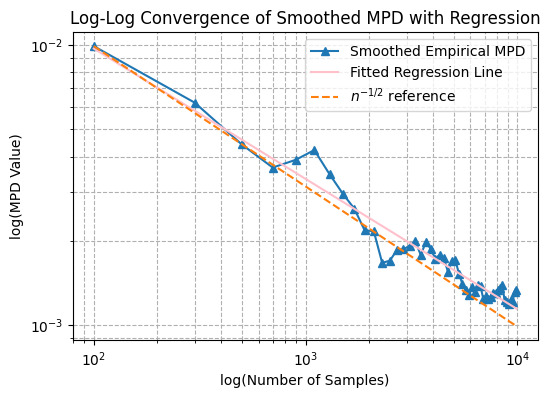 Log-Log Convergence of Smoothed MPD with Regression
Smoothed Empirical MPD
Fitted Regression Line
n⁻¹/² reference
log(MPD Value)
10⁻²
10⁻³
10²
10³
10⁴
log(Number of Samples)